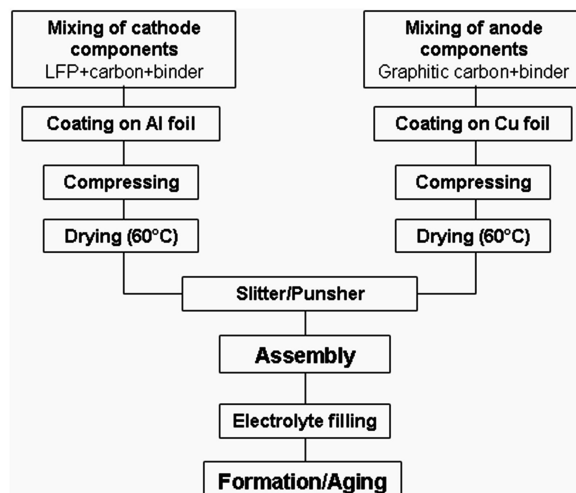 Mixing of cathode
components
LFP+carbon+binder
Coating on Al foil
Compressing
Drying (60°C)
Mixing of anode
components
Graphitic carbon+binder
Coating on Cu foil
Compressing
Drying (60°C)
Slitter/Punsher
Assembly
Electrolyte filling
Formation/Aging